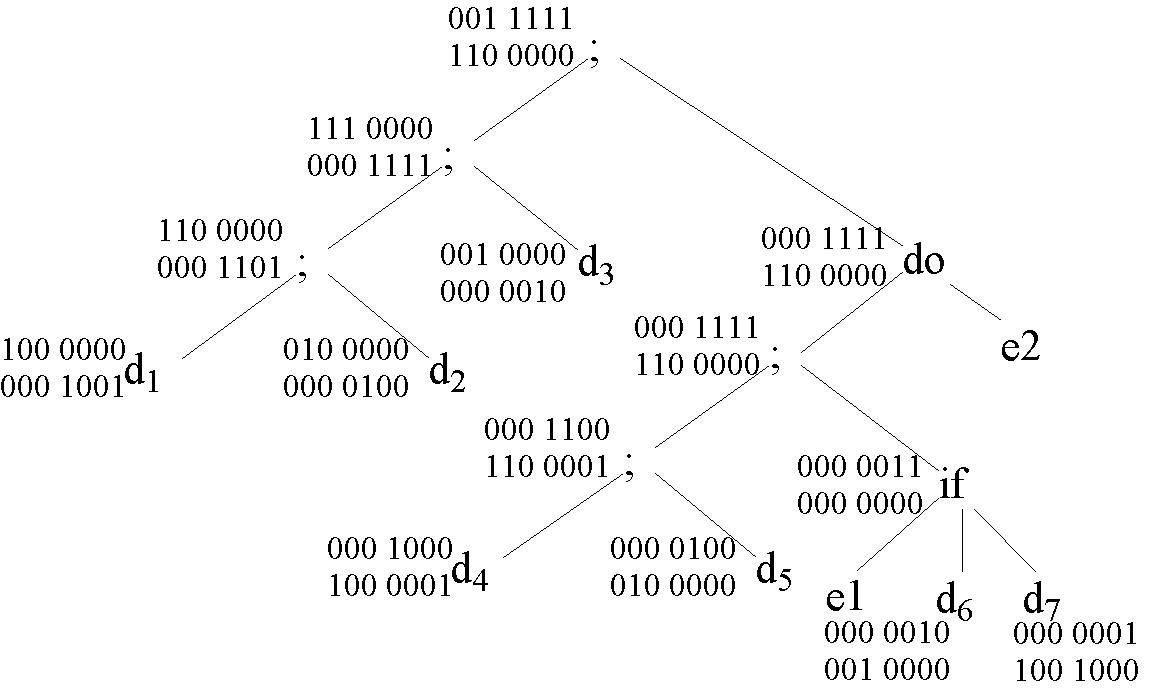 001 1111
110 0000 ;
111 0000
000 1111 ;
110 0000
000 1101 ;
001 0000
000 0010 d3
000 1111
110 0000 do
100 0000
000 1001 d1
010 0000
000 0100 d2
000 1111
110 0000 ;
e2
000 1100
110 0001 ;
000 0011
000 0000 if
000 1000
100 0001 d4
000 0100
010 0000 d5
e1 d6 d7
000 0010 000 0001
001 0000 100 1000